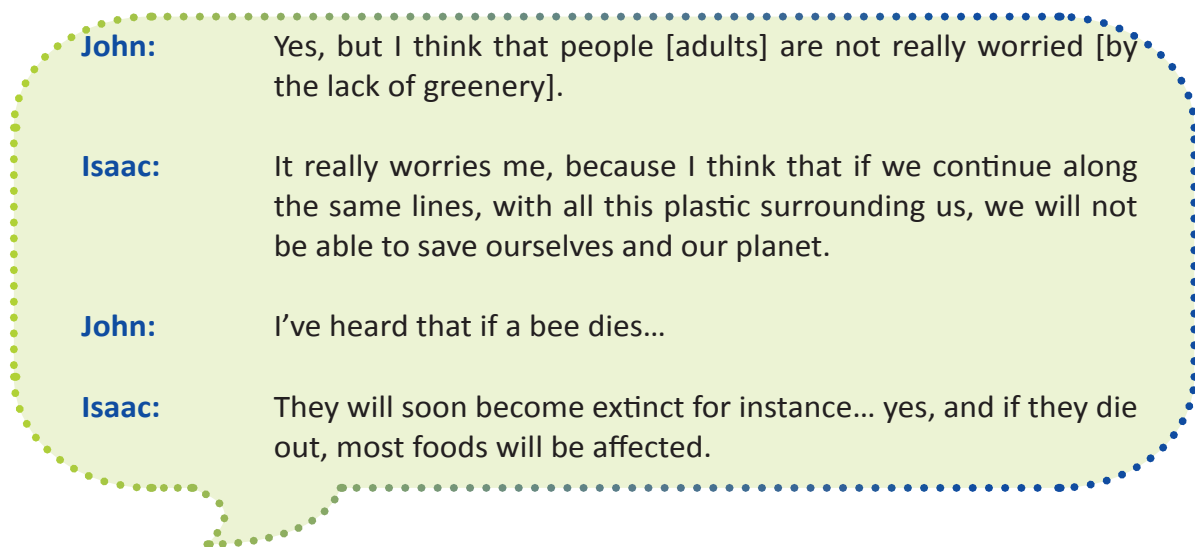 John: Yes, but I think that people [adults] are not really worried [by
the lack of greenery].
Isaac: It really worries me, because I think that if we continue along
the same lines, with all this plastic surrounding us, we will not
be able to save ourselves and our planet.
John: I've heard that if a bee dies…
Isaac: They will soon become extinct for instance… yes, and if they die
out, most foods will be affected.